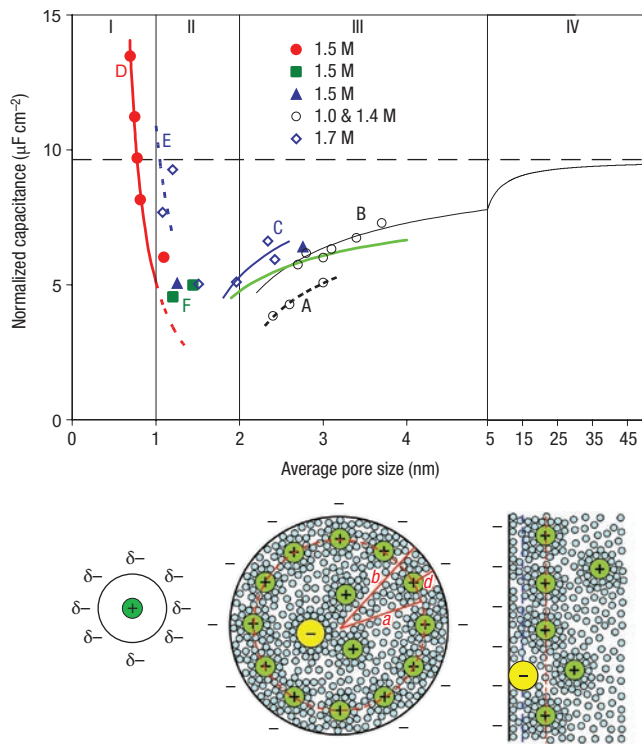 15
10
5
0
Normalized capacitance (μF cm⁻²)
I
II
III
IV
D
E
F
C
B
A
1.5 M
1.5 M
1.5 M
1.0 & 1.4 M
1.7 M
0 1 2 3 4 5 15 25 35 45
Average pore size (nm)
δ–
δ– δ–
δ– + δ–
δ– δ–
δ–
– – – – – – – – – – –
+ + + + + + + + + + + + + +
–
b
d
a
– – – – –
+ + + + + +
–